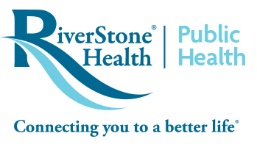 RiverStone® Public
Health Health
Connecting you to a better life®